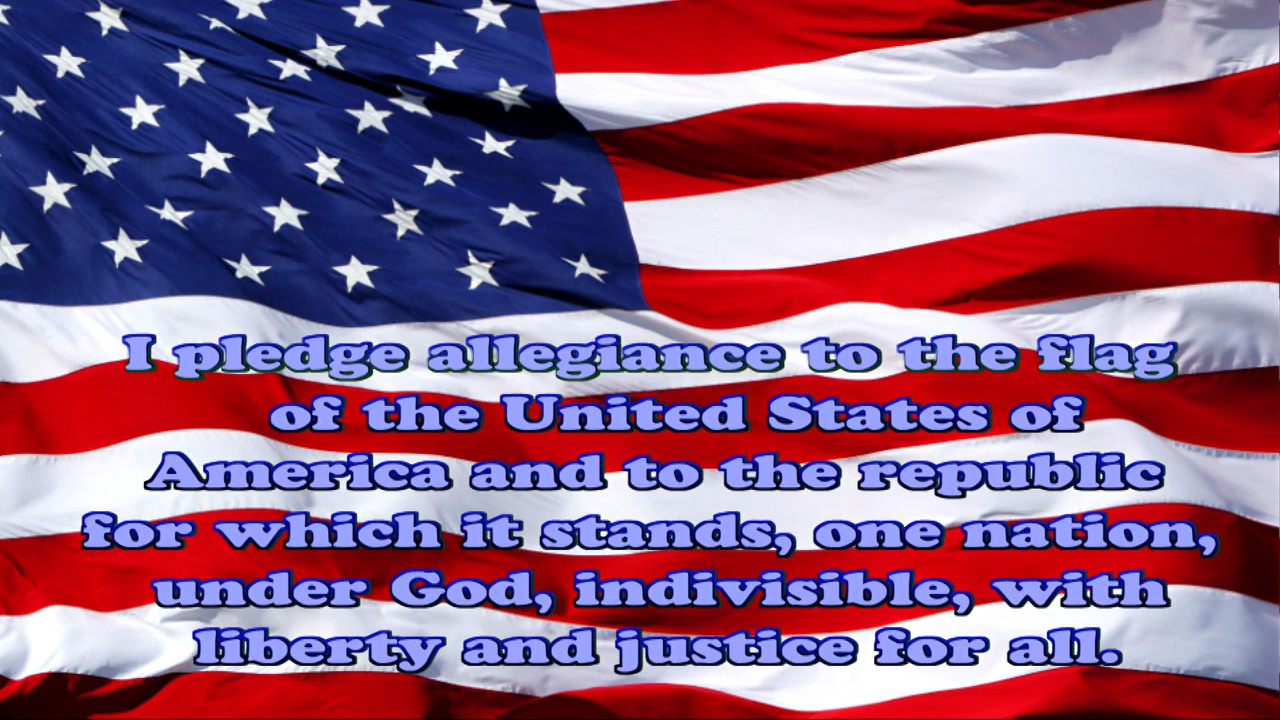 I pledge allegiance to the flag
of the United States of
America and to the republic
for which it stands, one nation,
under God, indivisible, with
liberty and justice for all.